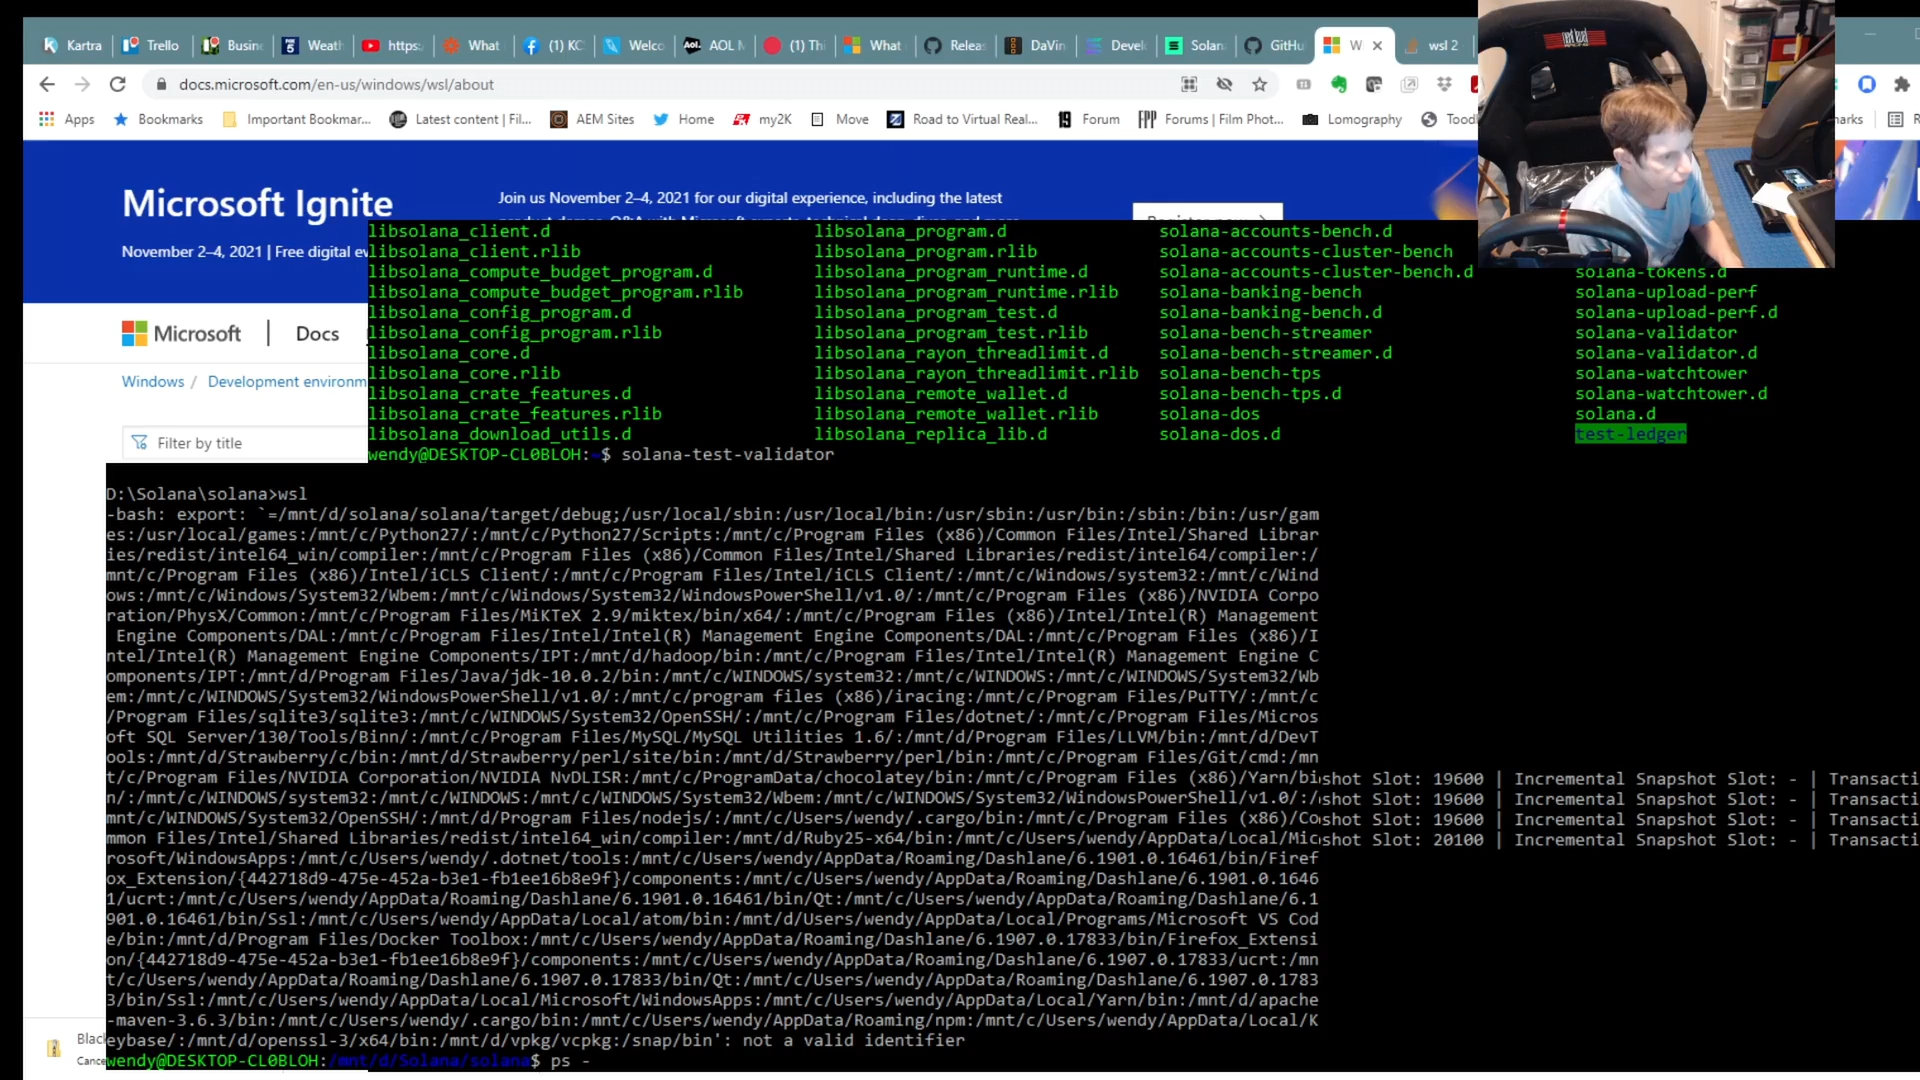 Kartra
Trello
Busin
Weath
https:
What
(1) KC
Welco
AOL M
(1) Th
What
Releas
DaVin
Devel
Solan
GitHu
W
wsl 2
docs.microsoft.com/en-us/windows/wsl/about
Apps
Bookmarks
Important Bookmar...
Latest content | Fil...
AEM Sites
Home
my2K
Move
Road to Virtual Real...
Forum
Forums | Film Phot...
Lomography
Microsoft Ignite
Join us November 2–4, 2021 for our digital experience, including the latest
November 2–4, 2021 | Free digital ev
Microsoft | Docs
Windows / Development environm
Filter by title
libsolana_client.d libsolana_program.d solana-accounts-bench.d
libsolana_client.rlib libsolana_program.rlib solana-accounts-cluster-bench
libsolana_compute_budget_program.d libsolana_program_runtime.d solana-accounts-cluster-bench.d solana-tokens.d
libsolana_compute_budget_program.rlib libsolana_program_runtime.rlib solana-banking-bench solana-upload-perf
libsolana_config_program.d libsolana_program_test.d solana-banking-bench.d solana-upload-perf.d
libsolana_config_program.rlib libsolana_program_test.rlib solana-bench-streamer solana-validator
libsolana_core.d libsolana_rayon_threadlimit.d solana-bench-streamer.d solana-validator.d
libsolana_core.rlib libsolana_rayon_threadlimit.rlib solana-bench-tps solana-watchtower
libsolana_crate_features.d libsolana_remote_wallet.d solana-bench-tps.d solana-watchtower.d
libsolana_crate_features.rlib libsolana_remote_wallet.rlib solana-dos solana.d
libsolana_download_utils.d libsolana_replica_lib.d solana-dos.d test-ledger
wendy@DESKTOP-CL0BLOH:~$ solana-test-validator
D:\Solana\solana>wsl
-bash: export: `=/mnt/d/solana/solana/target/debug;/usr/local/sbin:/usr/local/bin:/usr/sbin:/usr/bin:/sbin:/bin:/usr/gam
es:/usr/local/games:/mnt/c/Python27/:/mnt/c/Python27/Scripts:/mnt/c/Program Files (x86)/Common Files/Intel/Shared Librar
ies/redist/intel64_win/compiler:/mnt/c/Program Files (x86)/Common Files/Intel/Shared Libraries/redist/intel64/compiler:/
mnt/c/Program Files (x86)/Intel/iCLS Client/:/mnt/c/Program Files/Intel/iCLS Client/:/mnt/c/Windows/system32:/mnt/c/Wind
ows:/mnt/c/Windows/System32/Wbem:/mnt/c/Windows/System32/WindowsPowerShell/v1.0/:/mnt/c/Program Files (x86)/NVIDIA Corpo
ration/PhysX/Common:/mnt/c/Program Files/MiKTeX 2.9/miktex/bin/x64/:/mnt/c/Program Files (x86)/Intel/Intel(R) Management
 Engine Components/DAL:/mnt/c/Program Files/Intel/Intel(R) Management Engine Components/DAL:/mnt/c/Program Files (x86)/I
ntel/Intel(R) Management Engine Components/IPT:/mnt/d/hadoop/bin:/mnt/c/Program Files/Intel/Intel(R) Management Engine C
omponents/IPT:/mnt/d/Program Files/Java/jdk-10.0.2/bin:/mnt/c/WINDOWS/system32:/mnt/c/WINDOWS:/mnt/c/WINDOWS/System32/Wb
em:/mnt/c/WINDOWS/System32/WindowsPowerShell/v1.0/:/mnt/c/program files (x86)/iracing:/mnt/c/Program Files/PuTTY/:/mnt/c
/Program Files/sqlite3/sqlite3:/mnt/c/WINDOWS/System32/OpenSSH/:/mnt/c/Program Files/dotnet/:/mnt/c/Program Files/Micros
oft SQL Server/130/Tools/Binn/:/mnt/c/Program Files/MySQL/MySQL Utilities 1.6/:/mnt/d/Program Files/LLVM/bin:/mnt/d/DevT
ools:/mnt/d/Strawberry/c/bin:/mnt/d/Strawberry/perl/site/bin:/mnt/d/Strawberry/perl/bin:/mnt/c/Program Files/Git/cmd:/mn
t/c/Program Files/NVIDIA Corporation/NVIDIA NvDLISR:/mnt/c/ProgramData/chocolatey/bin:/mnt/c/Program Files (x86)/Yarn/bi
shot Slot: 19600 | Incremental Snapshot Slot: - | Transacti
n/:/mnt/c/WINDOWS/system32:/mnt/c/WINDOWS:/mnt/c/WINDOWS/System32/Wbem:/mnt/c/WINDOWS/System32/WindowsPowerShell/v1.0/:/
shot Slot: 19600 | Incremental Snapshot Slot: - | Transacti
mnt/c/WINDOWS/System32/OpenSSH/:/mnt/d/Program Files/nodejs/:/mnt/c/Users/wendy/.cargo/bin:/mnt/c/Program Files (x86)/Co
shot Slot: 19600 | Incremental Snapshot Slot: - | Transacti
mmon Files/Intel/Shared Libraries/redist/intel64_win/compiler:/mnt/d/Ruby25-x64/bin:/mnt/c/Users/wendy/AppData/Local/Mic
shot Slot: 20100 | Incremental Snapshot Slot: - | Transacti
rosoft/WindowsApps:/mnt/c/Users/wendy/.dotnet/tools:/mnt/c/Users/wendy/AppData/Roaming/Dashlane/6.1901.0.16461/bin/Firef
ox_Extension/{442718d9-475e-452a-b3e1-fb1ee16b8e9f}/components:/mnt/c/Users/wendy/AppData/Roaming/Dashlane/6.1901.0.1646
1/ucrt:/mnt/c/Users/wendy/AppData/Roaming/Dashlane/6.1901.0.16461/bin/Qt:/mnt/c/Users/wendy/AppData/Roaming/Dashlane/6.1
901.0.16461/bin/Ssl:/mnt/c/Users/wendy/AppData/Local/atom/bin:/mnt/d/Users/wendy/AppData/Local/Programs/Microsoft VS Cod
e/bin:/mnt/d/Program Files/Docker Toolbox:/mnt/c/Users/wendy/AppData/Roaming/Dashlane/6.1907.0.17833/bin/Firefox_Extensi
on/{442718d9-475e-452a-b3e1-fb1ee16b8e9f}/components:/mnt/c/Users/wendy/AppData/Roaming/Dashlane/6.1907.0.17833/ucrt:/mn
t/c/Users/wendy/AppData/Roaming/Dashlane/6.1907.0.17833/bin/Qt:/mnt/c/Users/wendy/AppData/Roaming/Dashlane/6.1907.0.1783
3/bin/Ssl:/mnt/c/Users/wendy/AppData/Local/Microsoft/WindowsApps:/mnt/c/Users/wendy/AppData/Local/Yarn/bin:/mnt/d/apache
-maven-3.6.3/bin:/mnt/c/Users/wendy/.cargo/bin:/mnt/c/Users/wendy/AppData/Roaming/npm:/mnt/c/Users/wendy/AppData/Local/K
eybase/:/mnt/d/openssl-3/x64/bin:/mnt/d/vpkg/vcpkg:/snap/bin': not a valid identifier
Blac
Cance
wendy@DESKTOP-CL0BLOH:/mnt/d/Solana/solana$ ps -